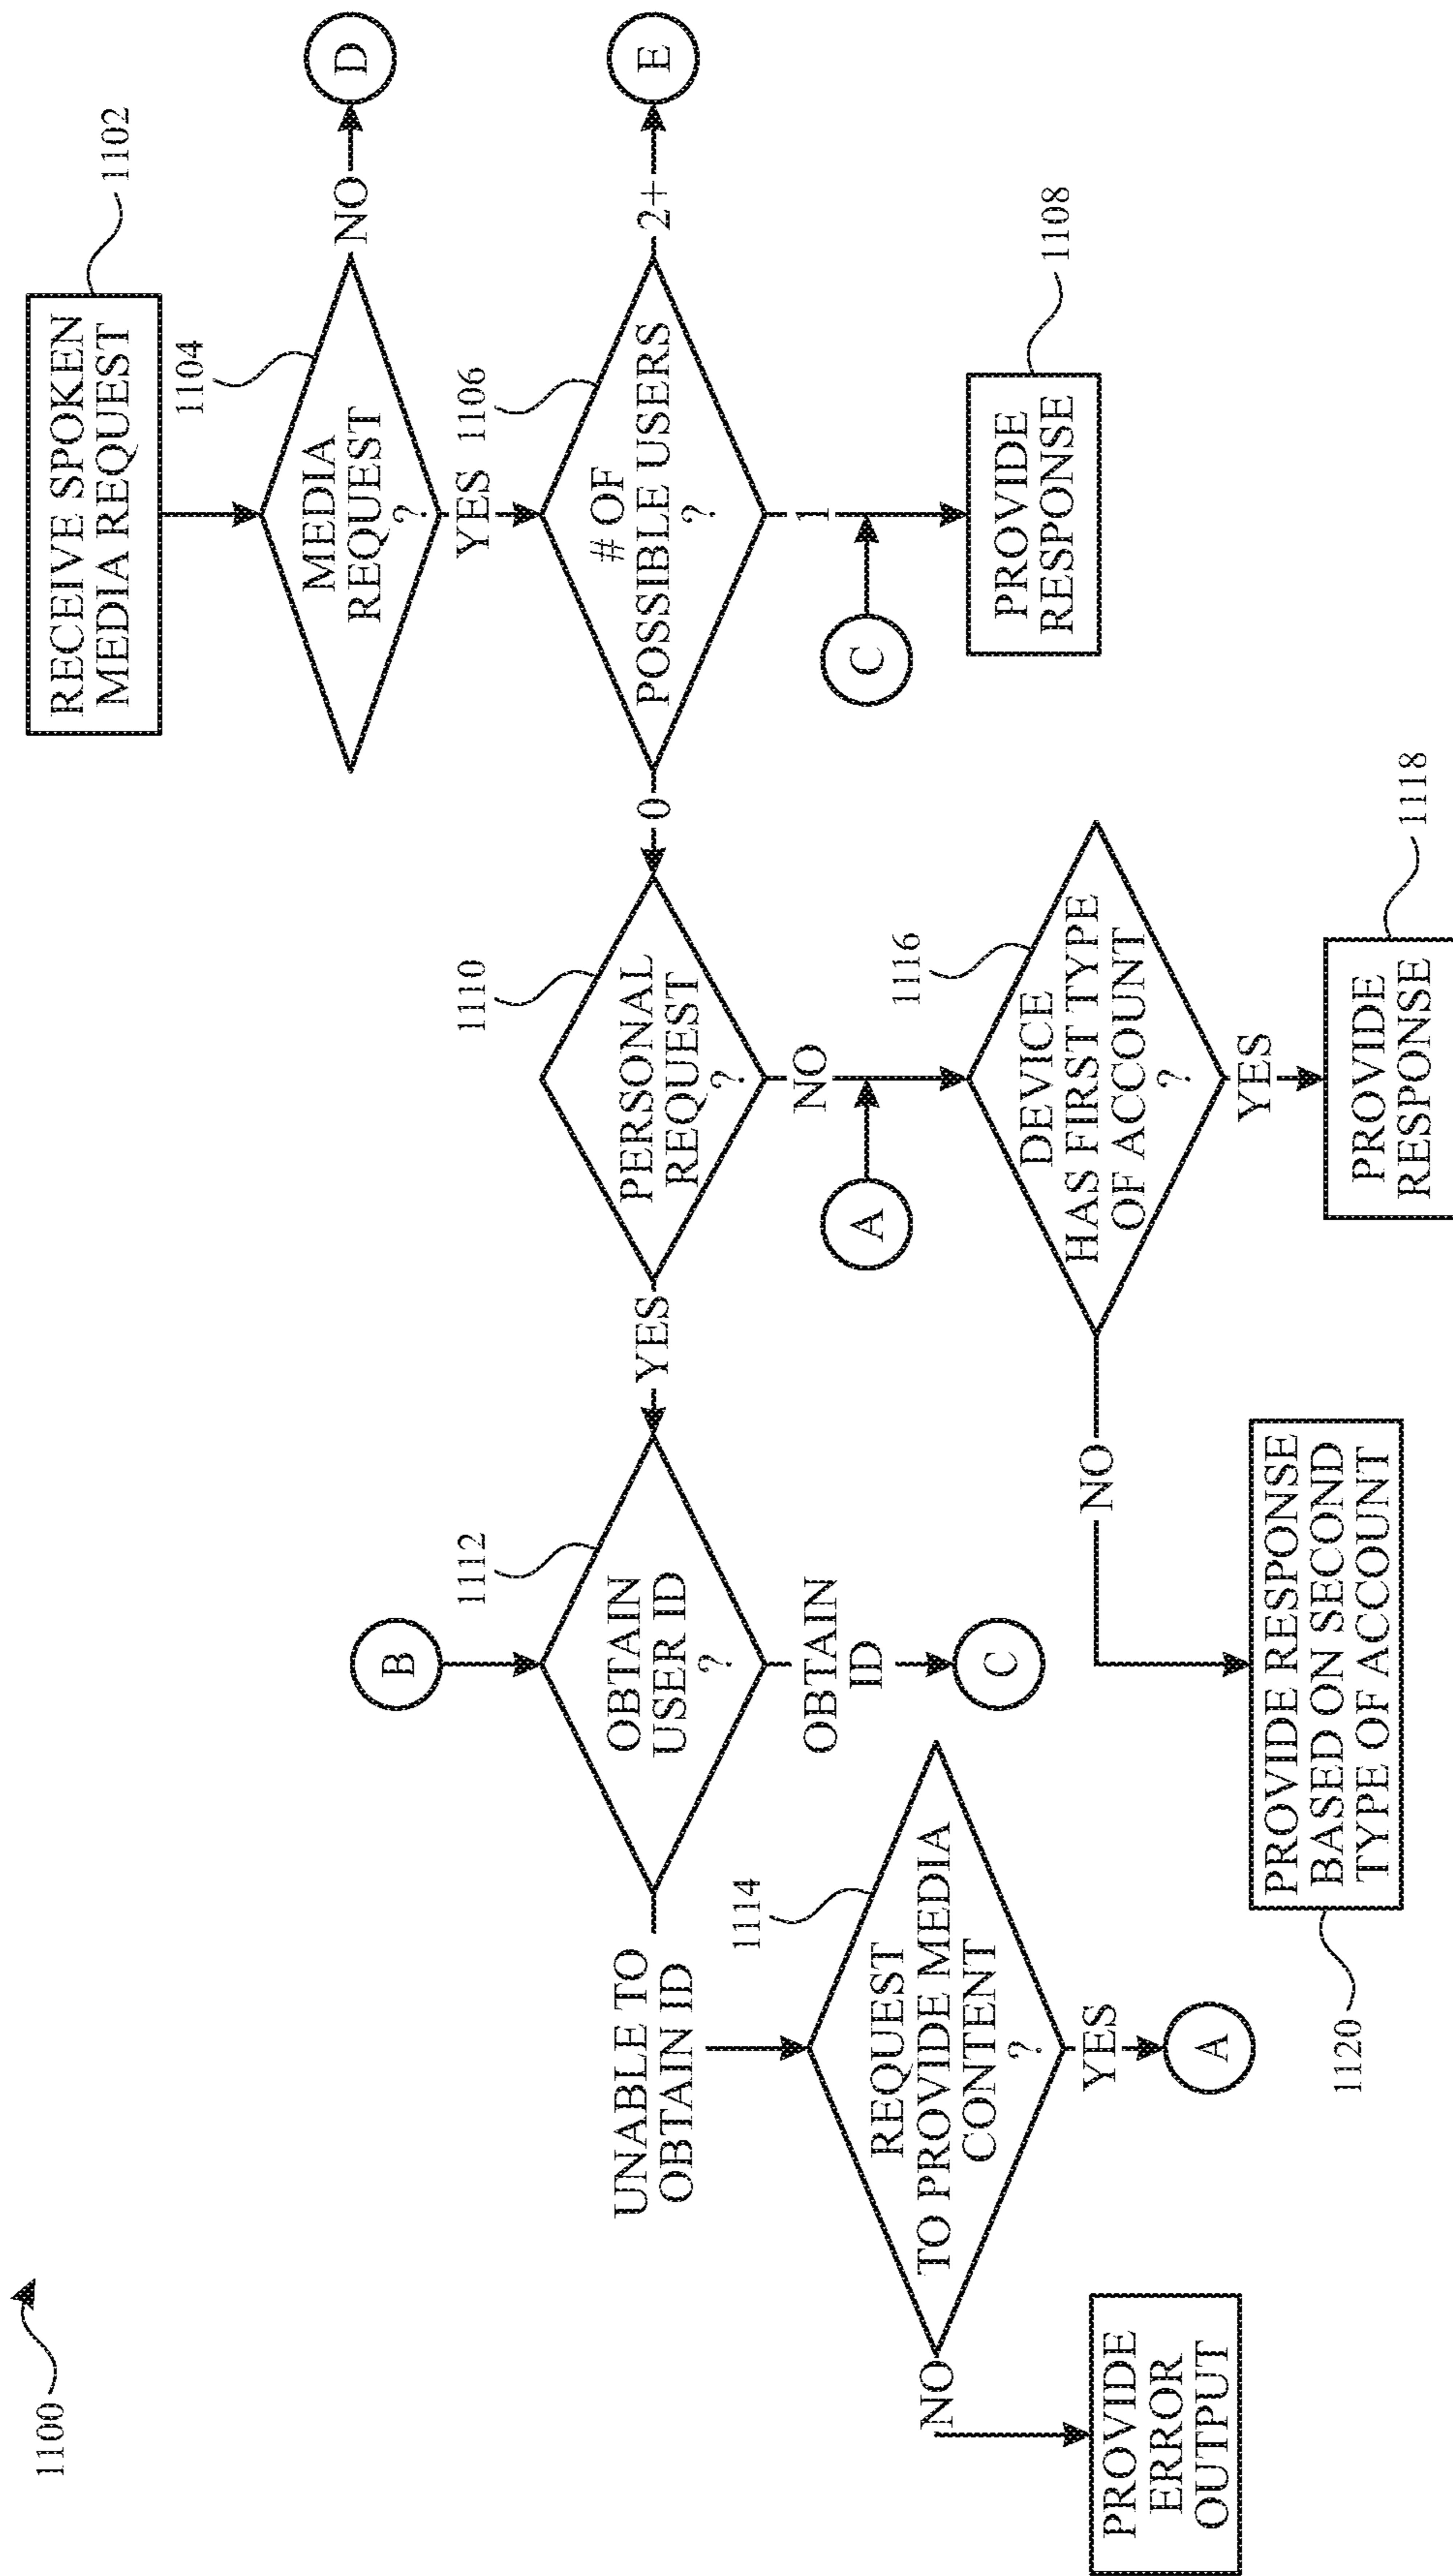 1100
RECEIVE SPOKEN
MEDIA REQUEST
1102
MEDIA
REQUEST
?
1104
NO
D
YES
# OF
POSSIBLE USERS
?
1106
2+
E
0
1
C
PROVIDE
RESPONSE
1108
PERSONAL
REQUEST
?
1110
YES
NO
A
B
OBTAIN
USER ID
?
1112
UNABLE TO
OBTAIN ID
OBTAIN
ID
C
REQUEST
TO PROVIDE MEDIA
CONTENT
?
1114
NO
YES
A
PROVIDE
ERROR
OUTPUT
DEVICE
HAS FIRST TYPE
OF ACCOUNT
?
1116
NO
YES
PROVIDE
RESPONSE
1118
PROVIDE RESPONSE
BASED ON SECOND
TYPE OF ACCOUNT
1120